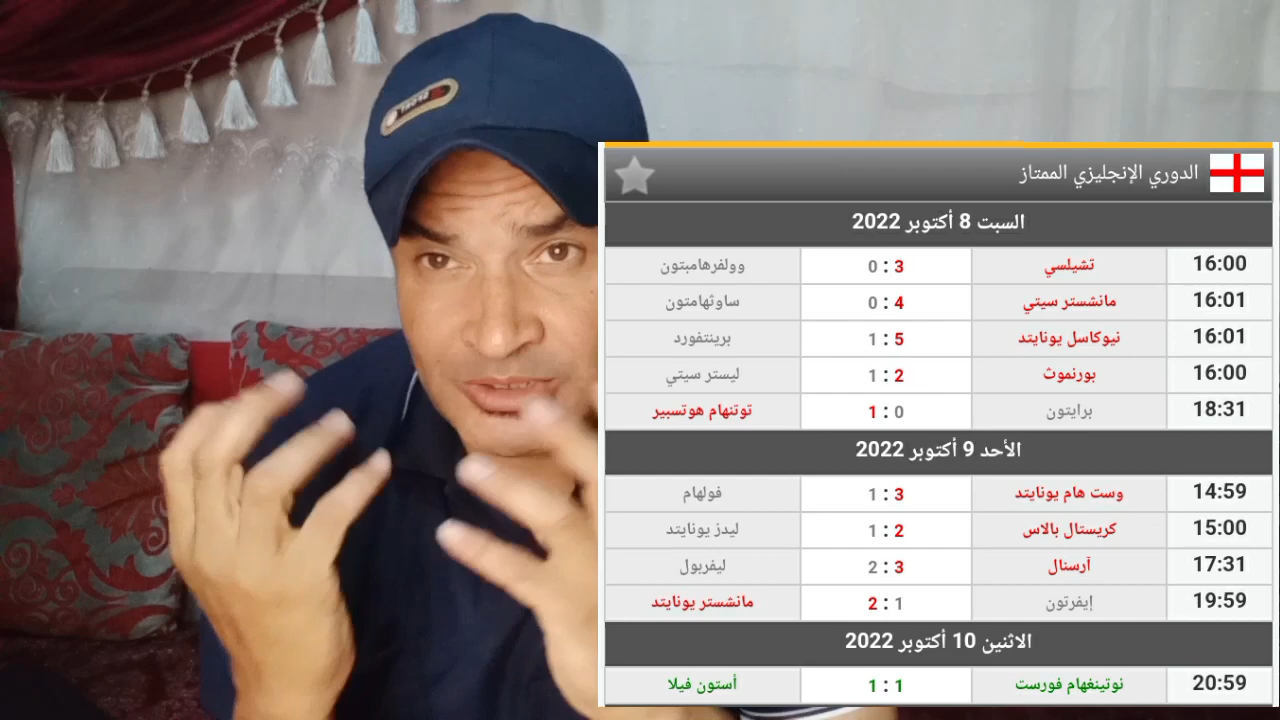 الدوري الإنجليزي الممتاز
السبت 8 أكتوبر 2022
16:00 تشيلسي 3 : 0 وولفرهامبتون
16:01 مانشستر سيتي 4 : 0 ساوثهامتون
16:01 نيوكاسل يونايتد 5 : 1 برينتفورد
16:00 بورنموث 2 : 1 ليستر سيتي
18:31 برايتون 0 : 1 توتنهام هوتسبير
الأحد 9 أكتوبر 2022
14:59 وست هام يونايتد 3 : 1 فولهام
15:00 كريستال بالاس 2 : 1 ليدز يونايتد
17:31 آرسنال 3 : 2 ليفربول
19:59 إيفرتون 1 : 2 مانشستر يونايتد
الاثنين 10 أكتوبر 2022
20:59 نوتينغهام فورست 1 : 1 أستون فيلا